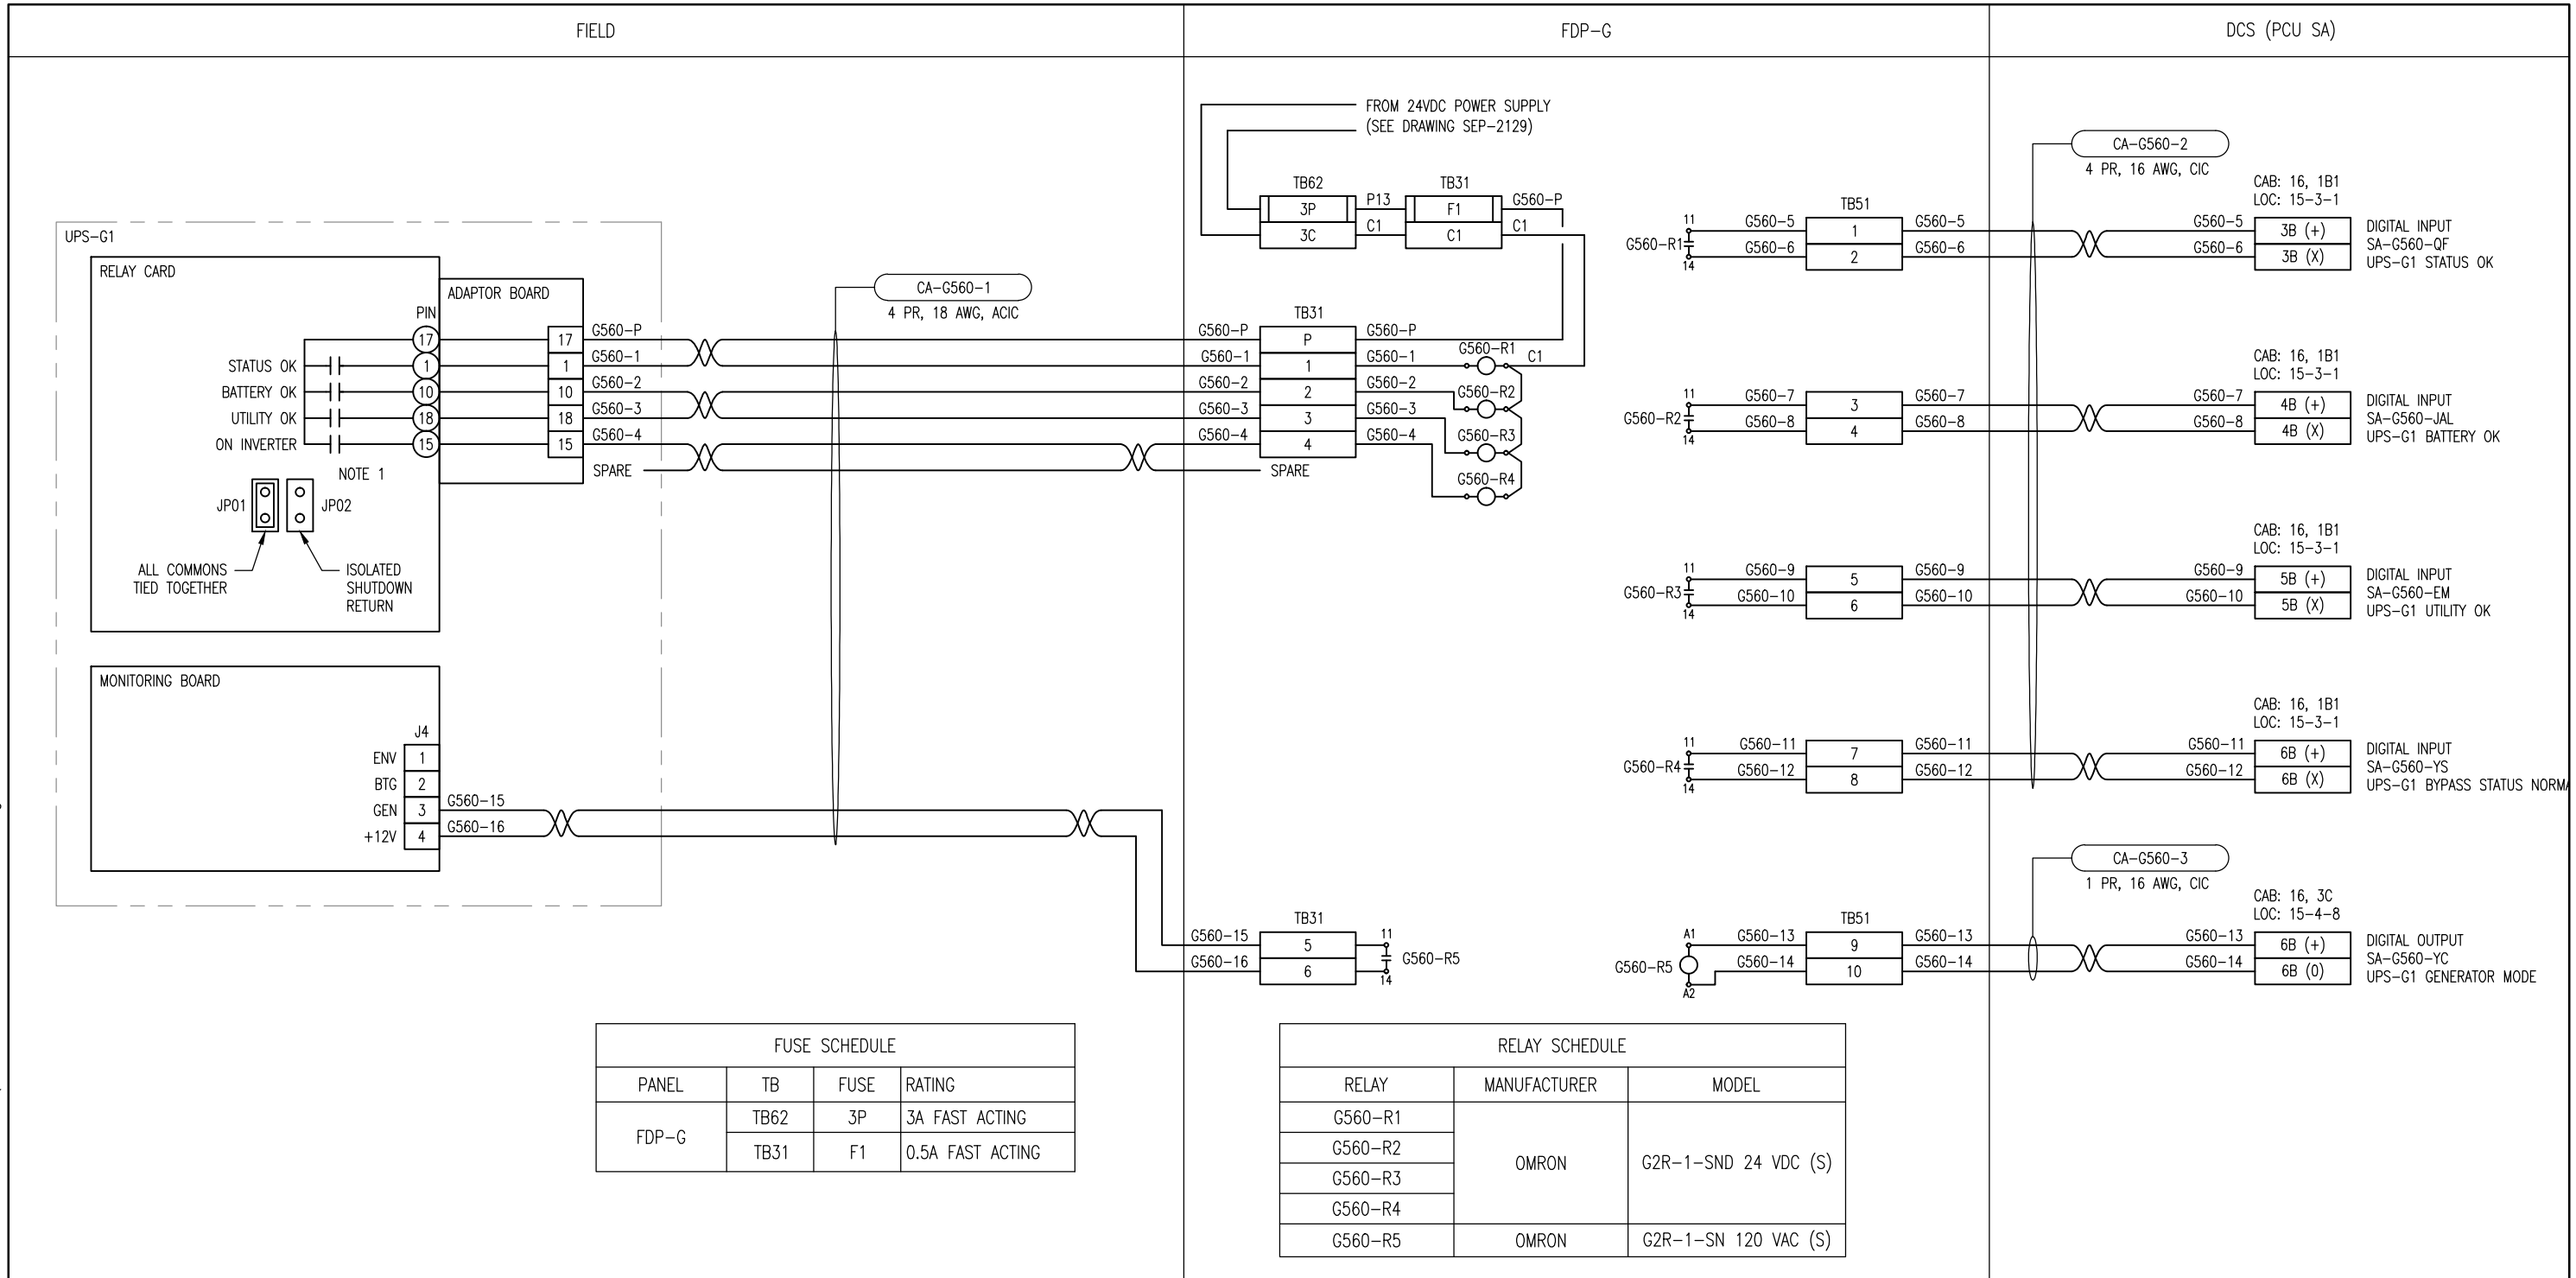 FIELD
FDP-G
DCS (PCU SA)
FROM 24VDC POWER SUPPLY
(SEE DRAWING SEP-2129)
UPS-G1
RELAY CARD
ADAPTOR BOARD
PIN
STATUS OK
BATTERY OK
UTILITY OK
ON INVERTER
17
1
10
18
15
17
1
10
18
15
NOTE 1
JP01
JP02
ALL COMMONS
TIED TOGETHER
ISOLATED
SHUTDOWN
RETURN
G560-P
G560-1
G560-2
G560-3
G560-4
SPARE
CA-G560-1
4 PR, 18 AWG, ACIC
MONITORING BOARD
J4
ENV 1
BTG 2
GEN 3
+12V 4
G560-15
G560-16
TB62
3P
3C
P13
C1
TB31
F1
C1
G560-P
C1
TB31
G560-P P G560-P
G560-1 1 G560-1
G560-2 2 G560-2
G560-3 3 G560-3
G560-4 4 G560-4
SPARE
G560-R1
C1
G560-R2
G560-R3
G560-R4
TB31
G560-15 5
G560-16 6
11
G560-R5
14
TB51
11
G560-R1
14
G560-5 1 G560-5
G560-6 2 G560-6
11
G560-R2
14
G560-7 3 G560-7
G560-8 4 G560-8
11
G560-R3
14
G560-9 5 G560-9
G560-10 6 G560-10
11
G560-R4
14
G560-11 7 G560-11
G560-12 8 G560-12
TB51
A1
G560-R5
A2
G560-13 9 G560-13
G560-14 10 G560-14
CA-G560-2
4 PR, 16 AWG, CIC
CAB: 16, 1B1
LOC: 15-3-1
G560-5 3B (+)
G560-6 3B (X)
DIGITAL INPUT
SA-G560-QF
UPS-G1 STATUS OK
CAB: 16, 1B1
LOC: 15-3-1
G560-7 4B (+)
G560-8 4B (X)
DIGITAL INPUT
SA-G560-JAL
UPS-G1 BATTERY OK
CAB: 16, 1B1
LOC: 15-3-1
G560-9 5B (+)
G560-10 5B (X)
DIGITAL INPUT
SA-G560-EM
UPS-G1 UTILITY OK
CAB: 16, 1B1
LOC: 15-3-1
G560-11 6B (+)
G560-12 6B (X)
DIGITAL INPUT
SA-G560-YS
UPS-G1 BYPASS STATUS
CA-G560-3
1 PR, 16 AWG, CIC
CAB: 16, 3C
LOC: 15-4-8
G560-13 6B (+)
G560-14 6B (0)
DIGITAL OUTPUT
SA-G560-YC
UPS-G1 GENERATOR MODE
FUSE SCHEDULE
PANEL TB FUSE RATING
FDP-G
TB62 3P 3A FAST ACTING
TB31 F1 0.5A FAST ACTING
RELAY SCHEDULE
RELAY MANUFACTURER MODEL
G560-R1
G560-R2
G560-R3
G560-R4
OMRON G2R-1-SND 24 VDC (S)
G560-R5 OMRON G2R-1-SN 120 VAC (S)